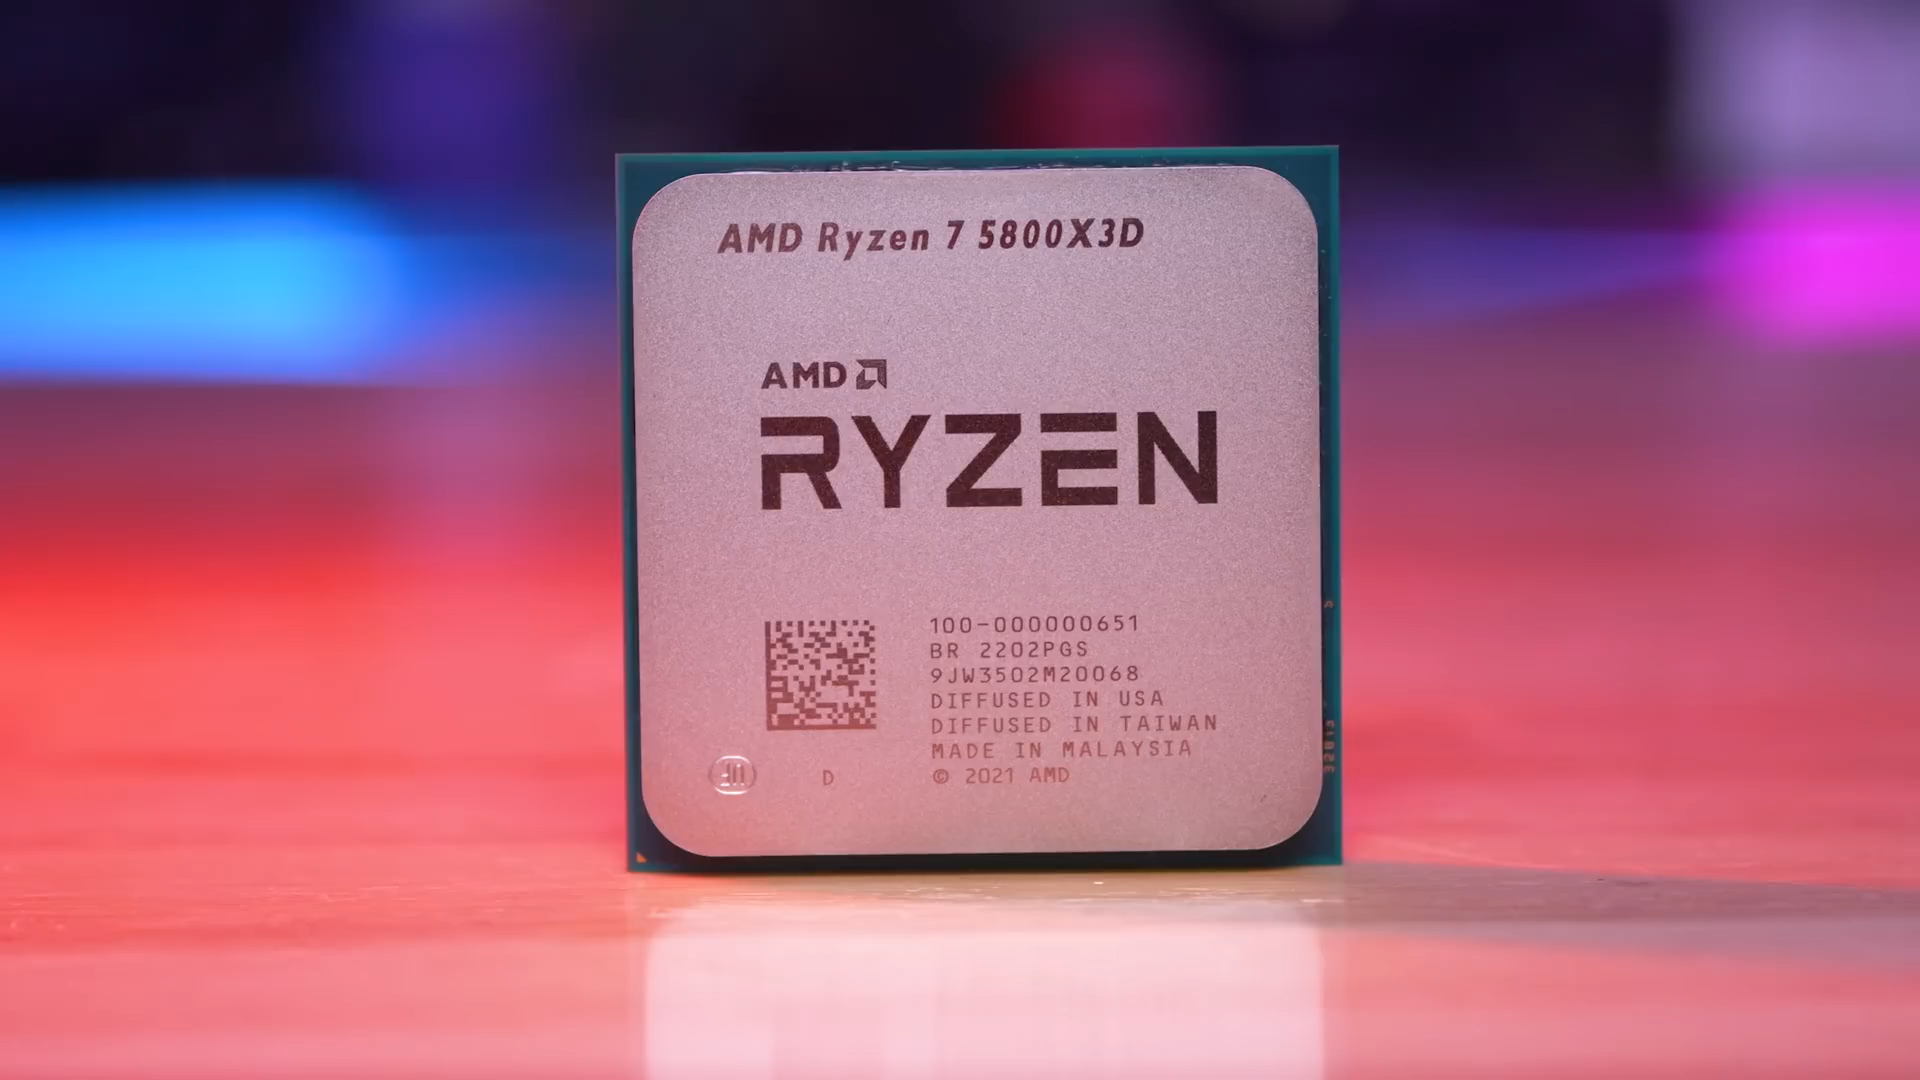 AMD Ryzen 7 5800X3D
AMD
RYZEN
100-000000651
BR 2202PGS
9JW3502M20068
DIFFUSED IN USA
DIFFUSED IN TAIWAN
MADE IN MALAYSIA
© 2021 AMD
D